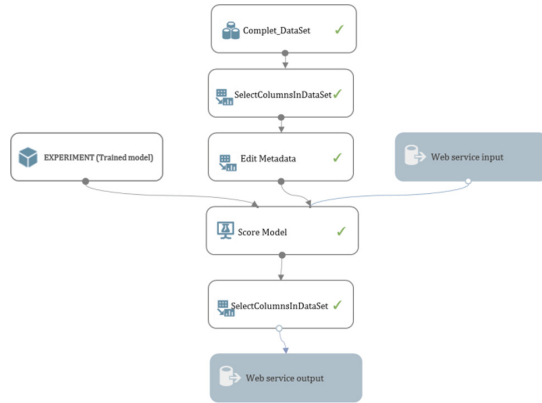 Complet_DataSet
SelectColumnsInDataSet
EXPERIMENT (Trained model)
Edit Metadata
Web service input
Score Model
SelectColumnsInDataSet
Web service output